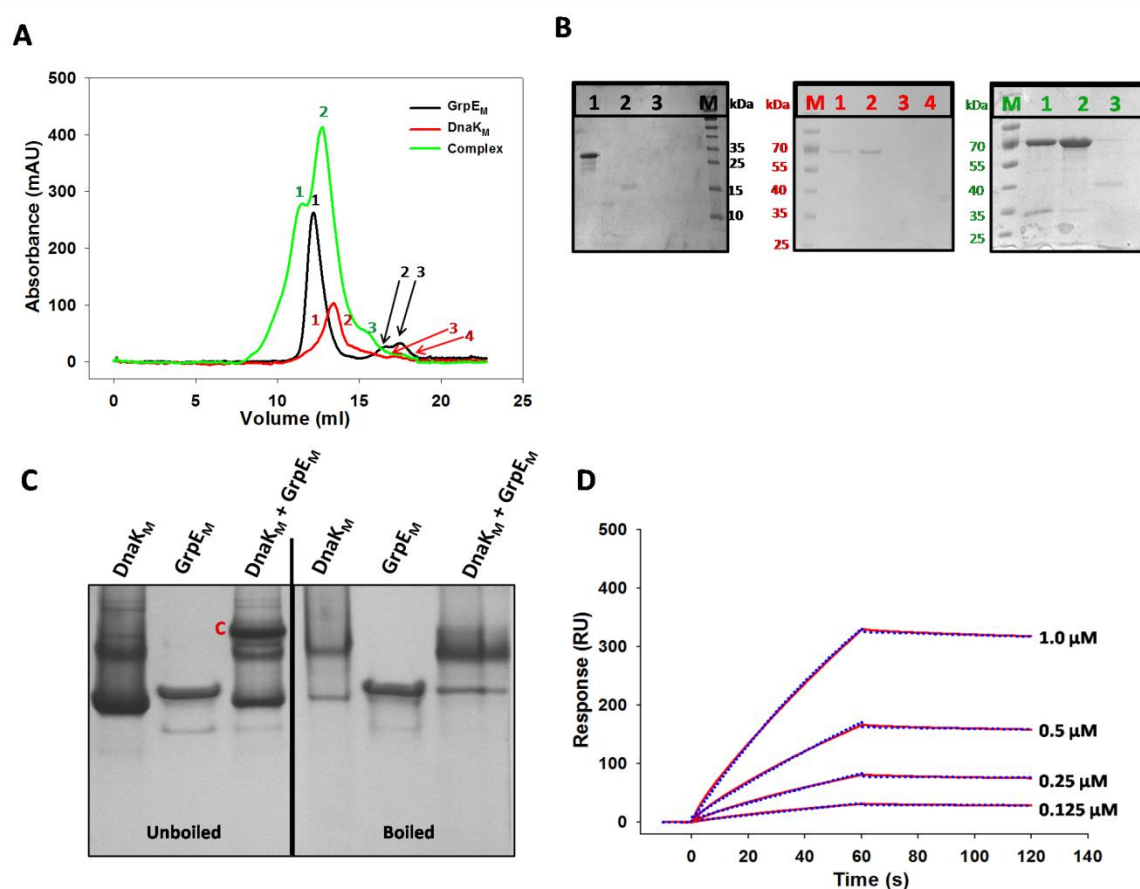 A
Absorbance (mAU)
500
400
300
200
100
0
0 5 10 15 20 25
Volume (ml)
GrpE_M
DnaK_M
Complex
2
1
1
2 3
1 2
3
3
4
B
1 2 3 M kDa
35
25
15
10
kDa M 1 2 3 4
70
55
40
35
25
kDa M 1 2 3
70
55
40
35
25
C
DnaK_M
GrpE_M
DnaK_M + GrpE_M
DnaK_M
GrpE_M
DnaK_M + GrpE_M
C
Unboiled Boiled
D
Response (RU)
500
400
300
200
100
0
1.0 µM
0.5 µM
0.25 µM
0.125 µM
0 20 40 60 80 100 120 140
Time (s)